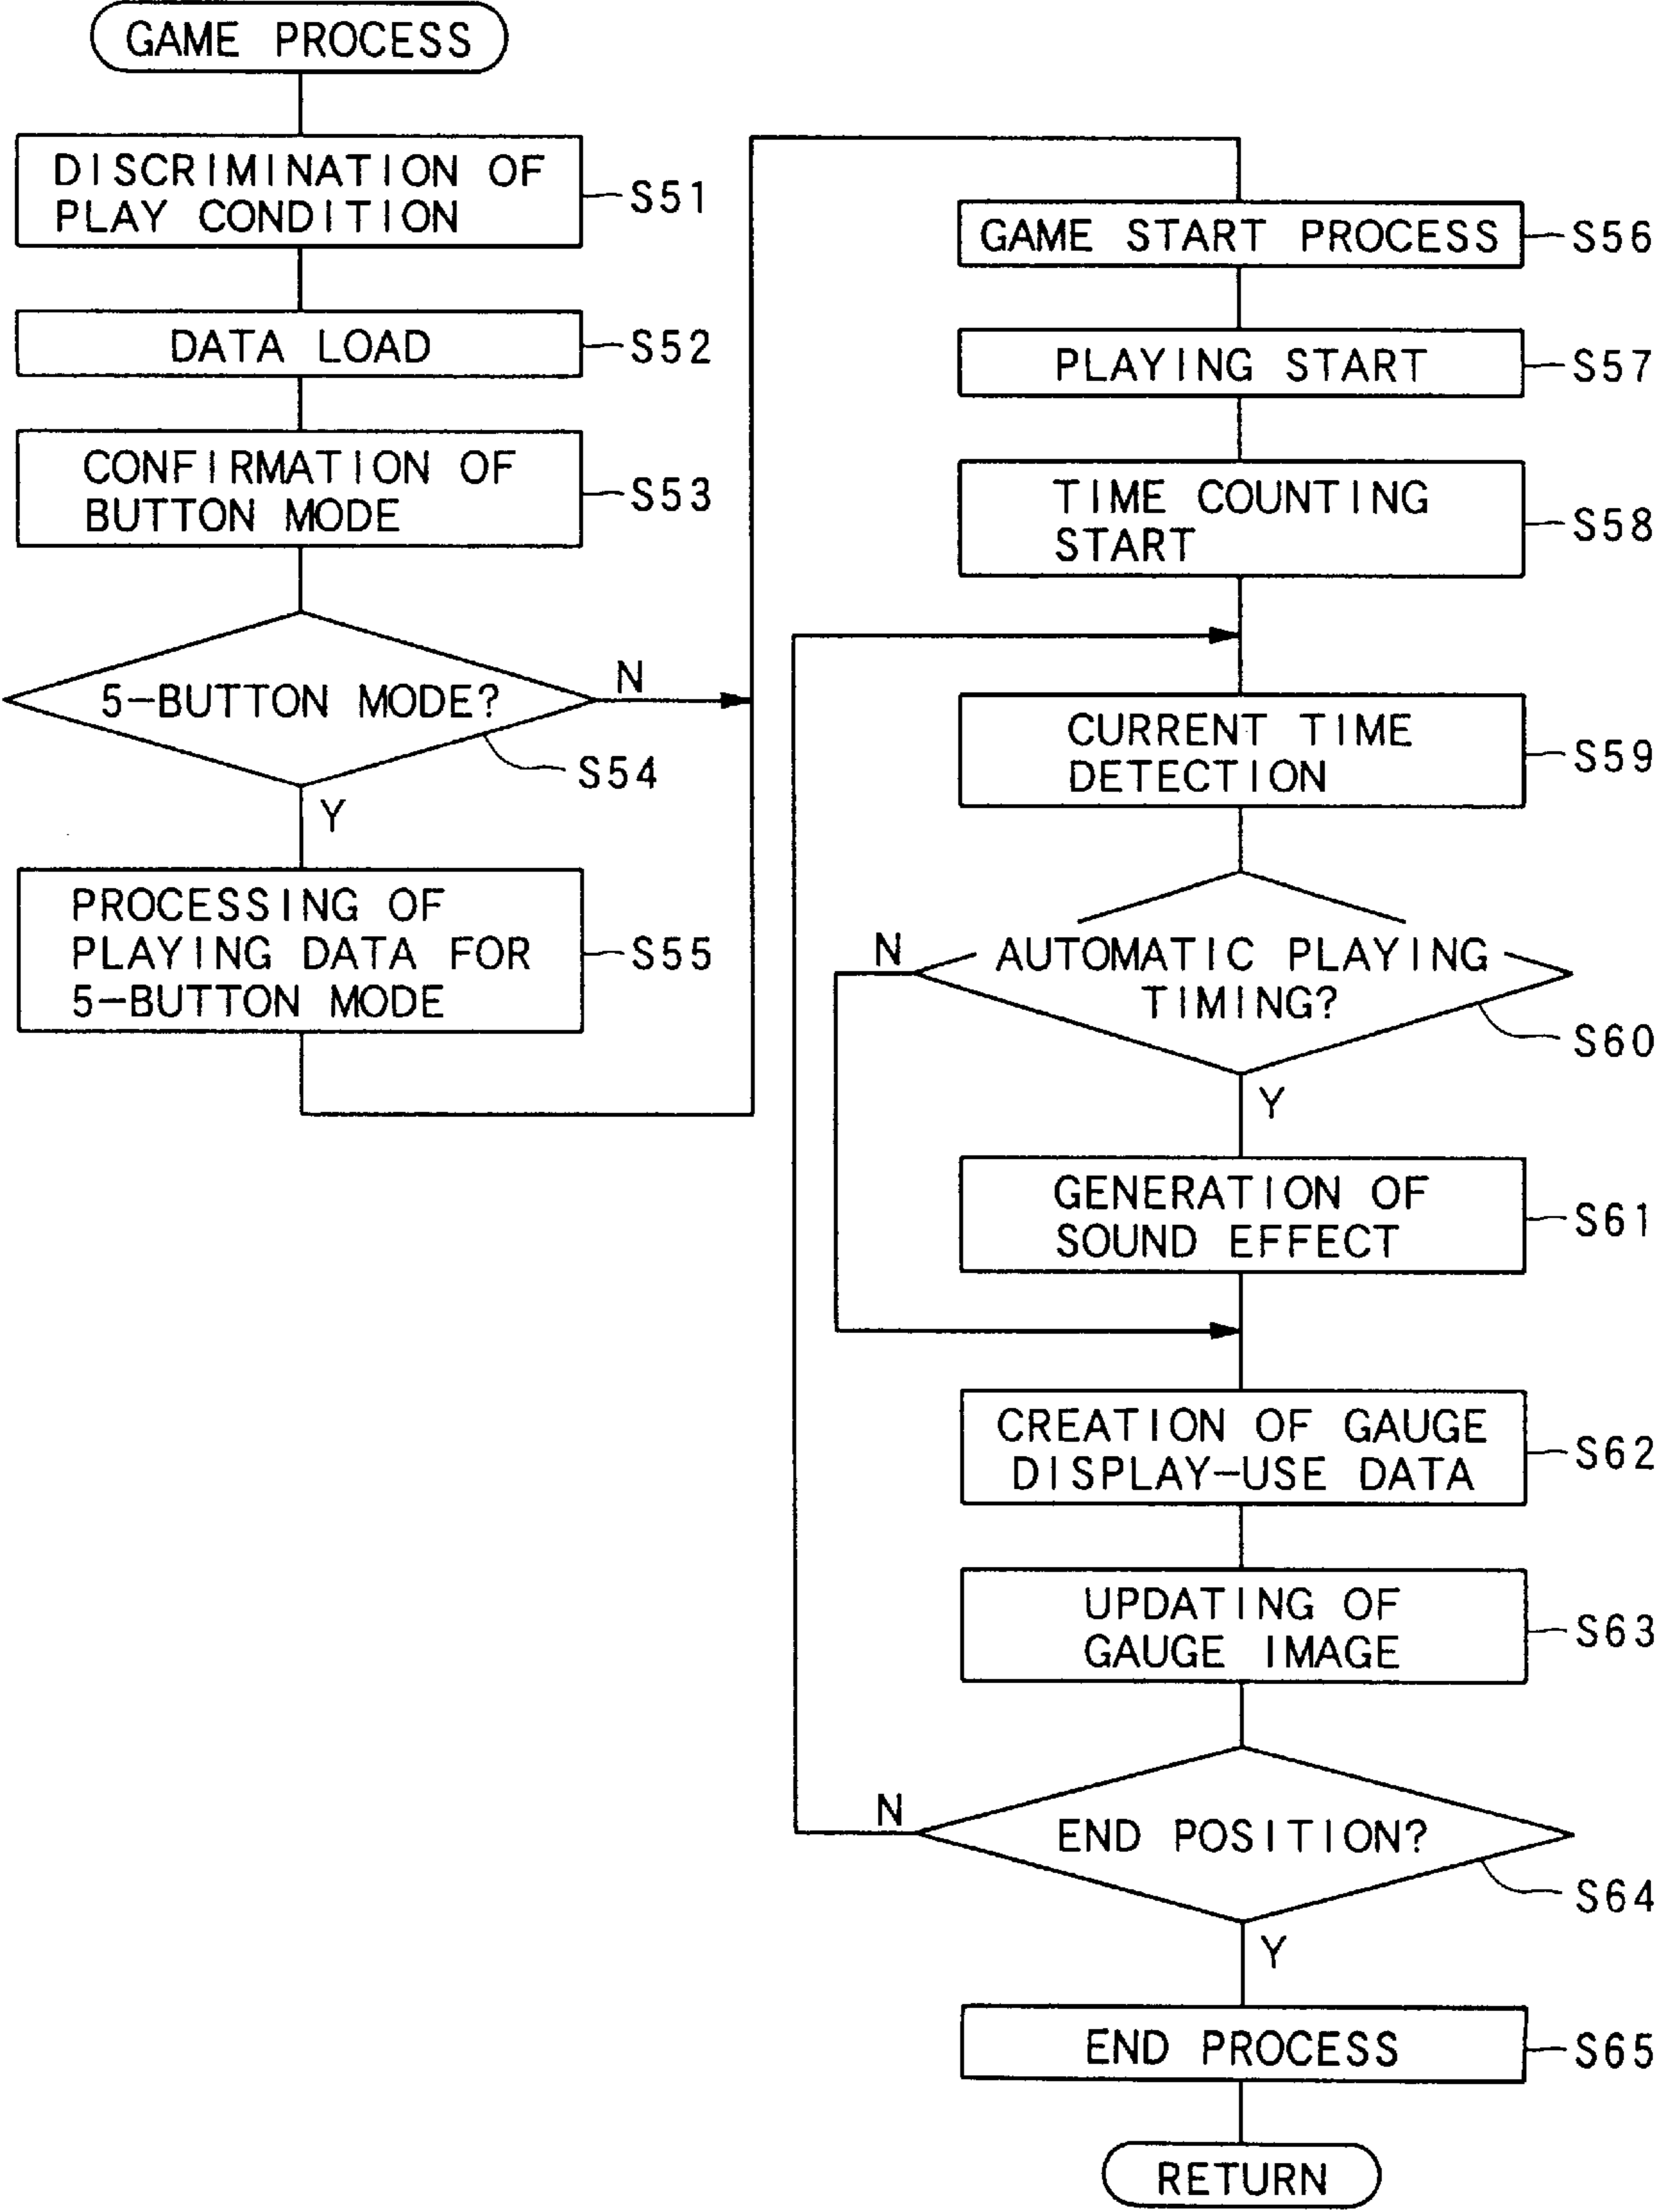 GAME PROCESS
DISCRIMINATION OF
PLAY CONDITION
S51
DATA LOAD
S52
CONFIRMATION OF
BUTTON MODE
S53
5-BUTTON MODE?
N
S54
Y
PROCESSING OF
PLAYING DATA FOR
5-BUTTON MODE
S55
GAME START PROCESS
S56
PLAYING START
S57
TIME COUNTING
START
S58
CURRENT TIME
DETECTION
S59
N
AUTOMATIC PLAYING
TIMING?
S60
Y
GENERATION OF
SOUND EFFECT
S61
CREATION OF GAUGE
DISPLAY-USE DATA
S62
UPDATING OF
GAUGE IMAGE
S63
N
END POSITION?
S64
Y
END PROCESS
S65
RETURN